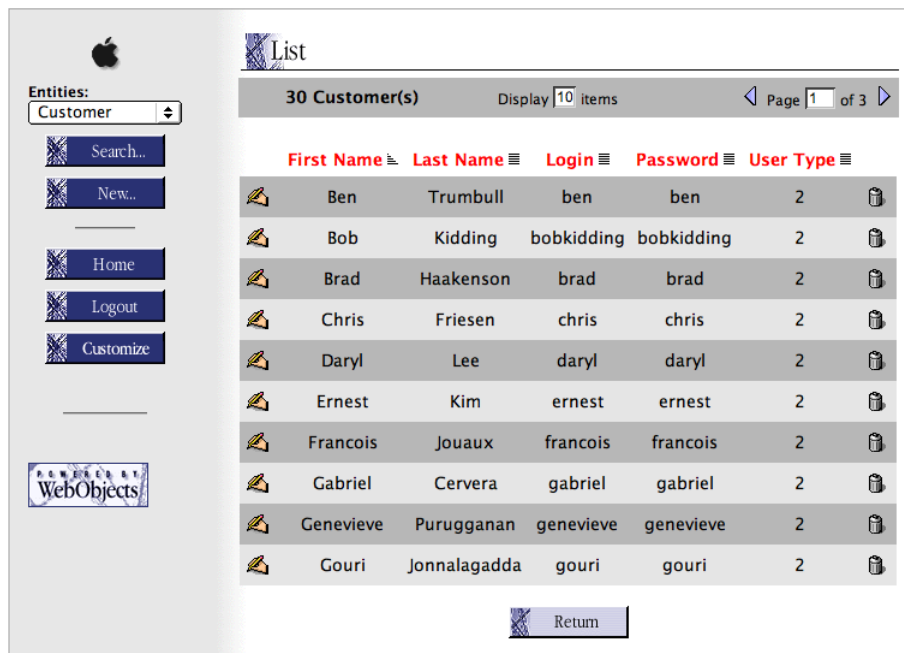 Entities:
Customer
Search...
New...
Home
Logout
Customize
POWERED BY
WebObjects
List
30 Customer(s) Display 10 items Page 1 of 3
First Name Last Name Login Password User Type
Ben Trumbull ben ben 2
Bob Kidding bobkidding bobkidding 2
Brad Haakenson brad brad 2
Chris Friesen chris chris 2
Daryl Lee daryl daryl 2
Ernest Kim ernest ernest 2
Francois Jouaux francois francois 2
Gabriel Cervera gabriel gabriel 2
Genevieve Purugganan genevieve genevieve 2
Gouri Jonnalagadda gouri gouri 2
Return